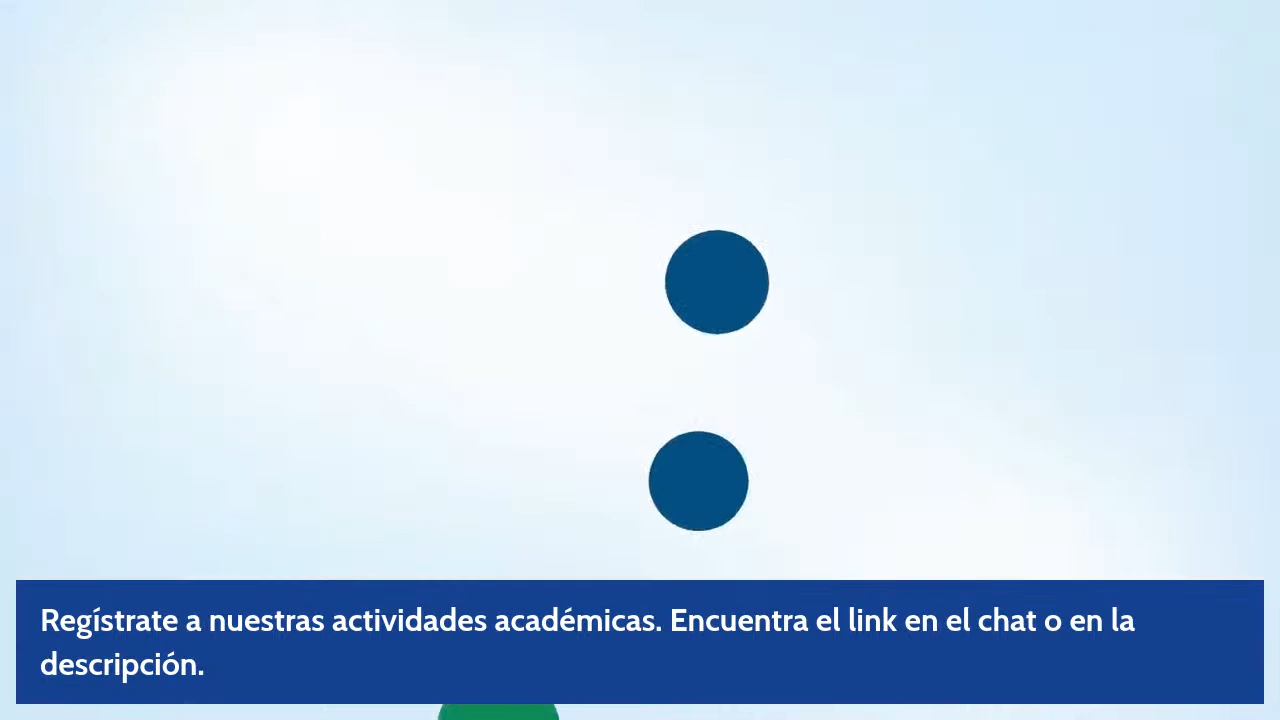 Regístrate a nuestras actividades académicas. Encuentra el link en el chat o en la
descripción.